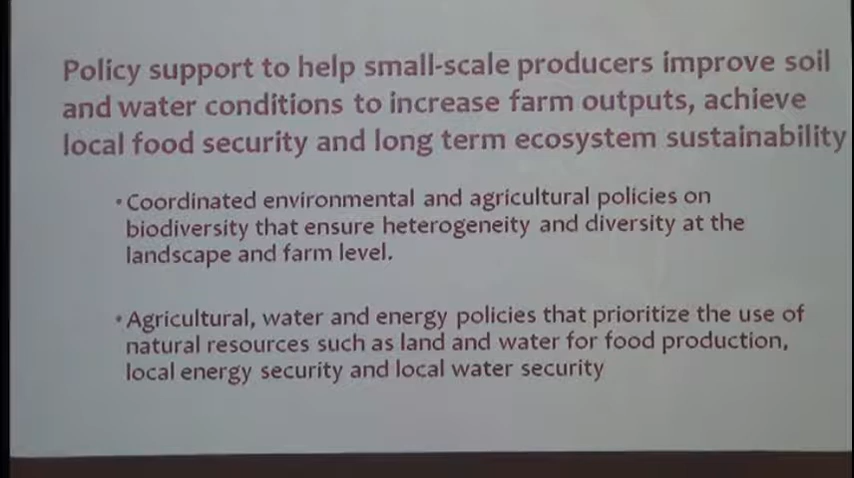 Policy support to help small-scale producers improve soil
and water conditions to increase farm outputs, achieve
local food security and long term ecosystem sustainability
•Coordinated environmental and agricultural policies on
biodiversity that ensure heterogeneity and diversity at the
landscape and farm level.
•Agricultural, water and energy policies that prioritize the use of
natural resources such as land and water for food production,
local energy security and local water security